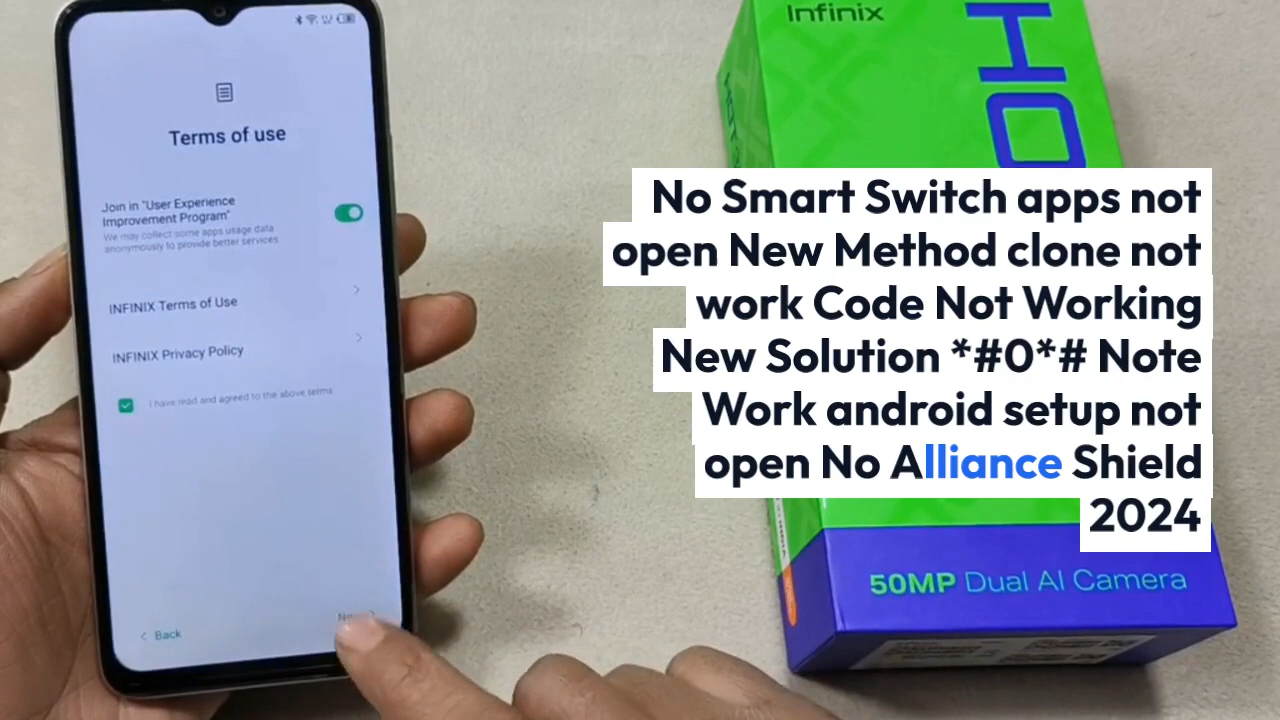 Terms of use
Join in "User Experience
Improvement Program"
We may collect some apps usage data
anonymously to provide better services
INFINIX Terms of Use
INFINIX Privacy Policy
I have read and agreed to the above terms
Back
Infinix
HO
No Smart Switch apps not
open New Method clone not
work Code Not Working
New Solution *#0*# Note
Work android setup not
open No Alliance Shield
2024
50MP Dual AI Camera